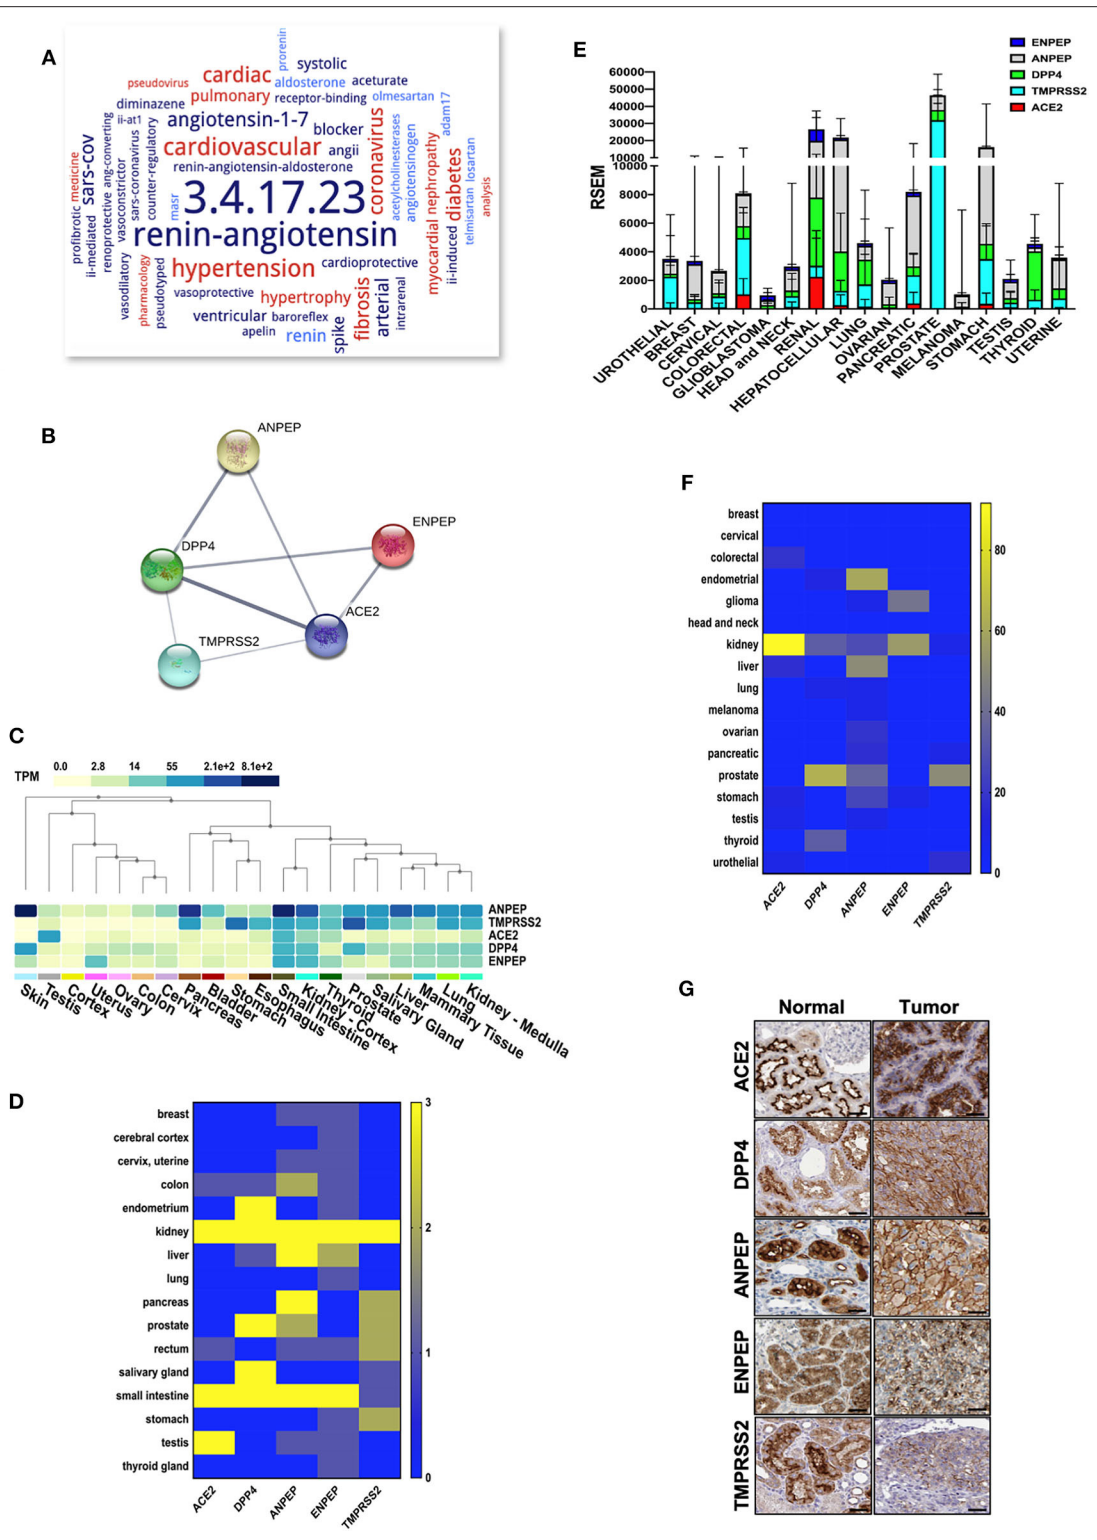 A
prorenin
systolic
cardiac
pseudovirus
aldosterone
aceturate
pulmonary
receptor-binding
olmesartan
diminazene
ii-at1
angiotensin-1-7
blocker
adam17
cardiovascular
angii
coronavirus
acetylcholinesterases
angiotensinogen
renin-angiotensin-aldosterone
3.4.17.23
masr
renin-angiotensin
hypertension
cardioprotective
vasoprotective
hypertrophy
ventricular
baroreflex
apelin
renin
spike
fibrosis
arterial
intrarenal
myocardial
nephropathy
diabetes
ii-induced
telmisartan
losartan
analysis
profibrotic
medicine
ii-mediated
sars-cov
renoprotective
ang-converting
vasoconstrictor
vasodilatory
sars-coronavirus
counter-regulatory
pharmacology
pseudotyped
B
ANPEP
ENPEP
DPP4
ACE2
TMPRSS2
C
TPM
0.0 2.8 14 55 2.1e+2 8.1e+2
ANPEP
TMPRSS2
ACE2
DPP4
ENPEP
Skin
Testis
Cortex
Uterus
Ovary
Colon
Cervix
Pancreas
Bladder
Stomach
Esophagus
Small Intestine
Kidney - Cortex
Thyroid
Prostate
Salivary Gland
Liver
Mammary Tissue
Lung
Kidney - Medulla
D
breast
cerebral cortex
cervix, uterine
colon
endometrium
kidney
liver
lung
pancreas
prostate
rectum
salivary gland
small intestine
stomach
testis
thyroid gland
ACE2
DPP4
ANPEP
ENPEP
TMPRSS2
3
2
1
0
E
ENPEP
ANPEP
DPP4
TMPRSS2
ACE2
RSEM
60000
50000
40000
30000
20000
10000
10000
8000
6000
4000
2000
0
UROTHELIAL
BREAST
CERVICAL
COLORECTAL
GLIOBLASTOMA
HEAD and NECK
RENAL
HEPATOCELLULAR
LUNG
OVARIAN
PANCREATIC
PROSTATE
MELANOMA
STOMACH
TESTIS
THYROID
UTERINE
F
breast
cervical
colorectal
endometrial
glioma
head and neck
kidney
liver
lung
melanoma
ovarian
pancreatic
prostate
stomach
testis
thyroid
urothelial
ACE2
DPP4
ANPEP
ENPEP
TMPRSS2
80
60
40
20
0
G
Normal Tumor
ACE2
DPP4
ANPEP
ENPEP
TMPRSS2